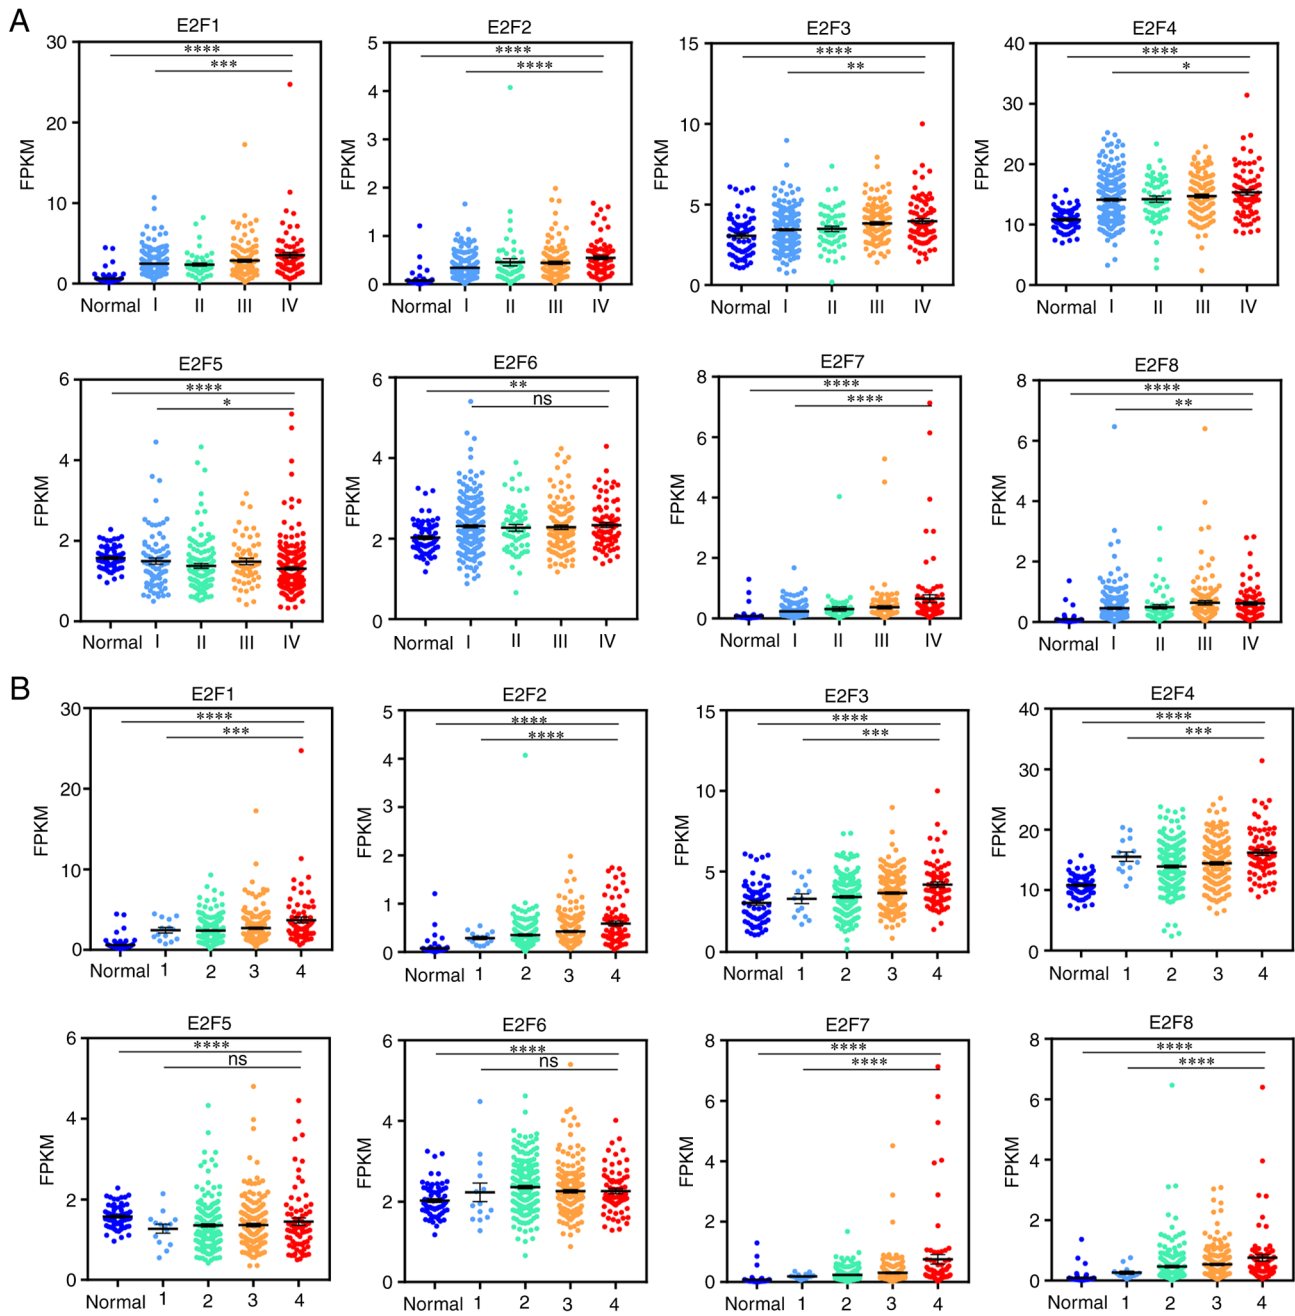 A
E2F1
30
20
10
0
FPKM
****
***
Normal I II III IV
E2F2
5
4
3
2
1
0
FPKM
****
****
Normal I II III IV
E2F3
15
10
5
0
FPKM
****
**
Normal I II III IV
E2F4
40
30
20
10
0
FPKM
****
*
Normal I II III IV
E2F5
6
4
2
0
FPKM
****
*
Normal I II III IV
E2F6
6
4
2
0
FPKM
**
ns
Normal I II III IV
E2F7
8
6
4
2
0
FPKM
****
****
Normal I II III IV
E2F8
8
6
4
2
0
FPKM
****
**
Normal I II III IV
B
E2F1
30
20
10
0
FPKM
****
***
Normal 1 2 3 4
E2F2
5
4
3
2
1
0
FPKM
****
****
Normal 1 2 3 4
E2F3
15
10
5
0
FPKM
****
***
Normal 1 2 3 4
E2F4
40
30
20
10
0
FPKM
****
***
Normal 1 2 3 4
E2F5
6
4
2
0
FPKM
****
ns
Normal 1 2 3 4
E2F6
6
4
2
0
FPKM
****
ns
Normal 1 2 3 4
E2F7
8
6
4
2
0
FPKM
****
****
Normal 1 2 3 4
E2F8
8
6
4
2
0
FPKM
****
****
Normal 1 2 3 4